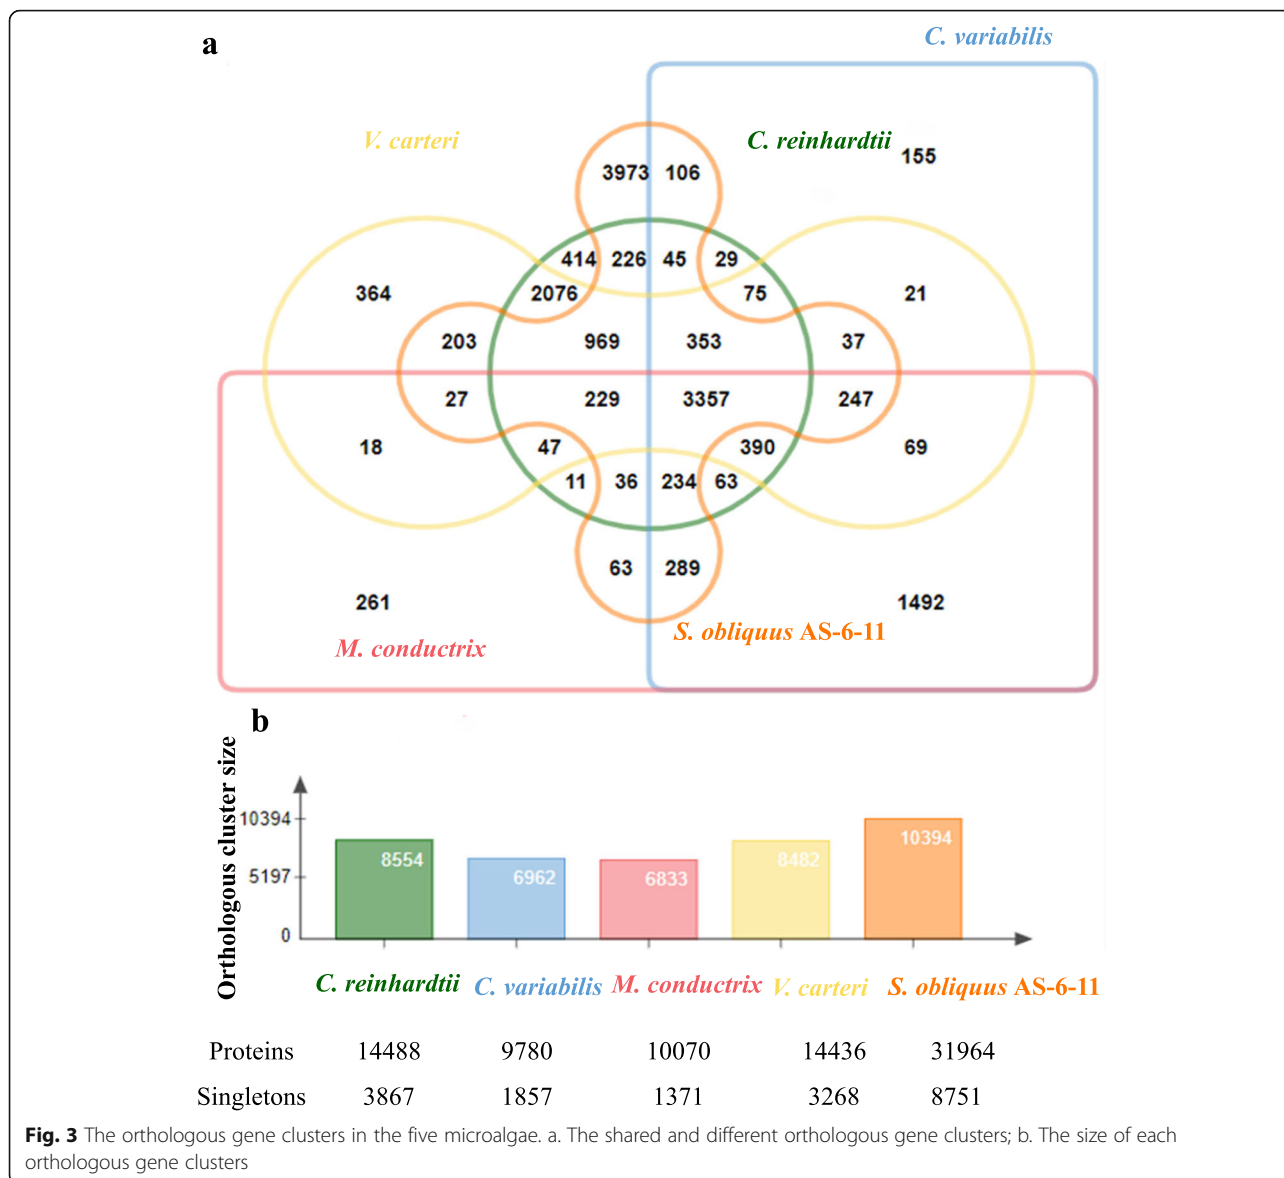 a
C. variabilis
V. carteri
C. reinhardtii
155
3973 106
414 226 45 29
364 2076 75 21
203 969 353 37
27 229 3357 247
18 47 390 69
11 36 234 63
63 289
261 1492
S. obliquus AS-6-11
M. conductrix
b
Orthologous cluster size
10394
5197
0
8554
6962
6833
8482
10394
C. reinhardtii C. variabilis M. conductrix V. carteri S. obliquus AS-6-11
Proteins 14488 9780 10070 14436 31964
Singletons 3867 1857 1371 3268 8751
Fig. 3 The orthologous gene clusters in the five microalgae. a. The shared and different orthologous gene clusters; b. The size of each
orthologous gene clusters